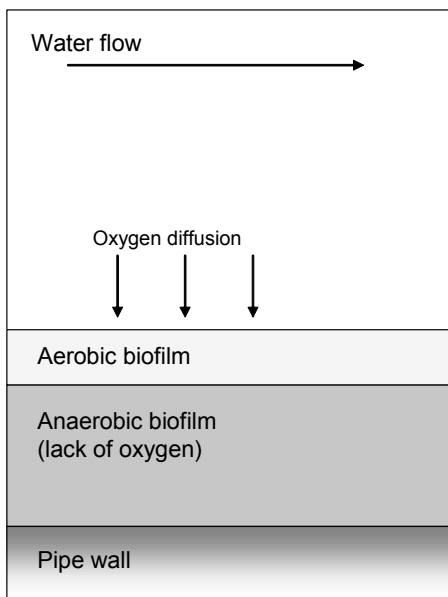 Water flow
Oxygen diffusion
Aerobic biofilm
Anaerobic biofilm
(lack of oxygen)
Pipe wall